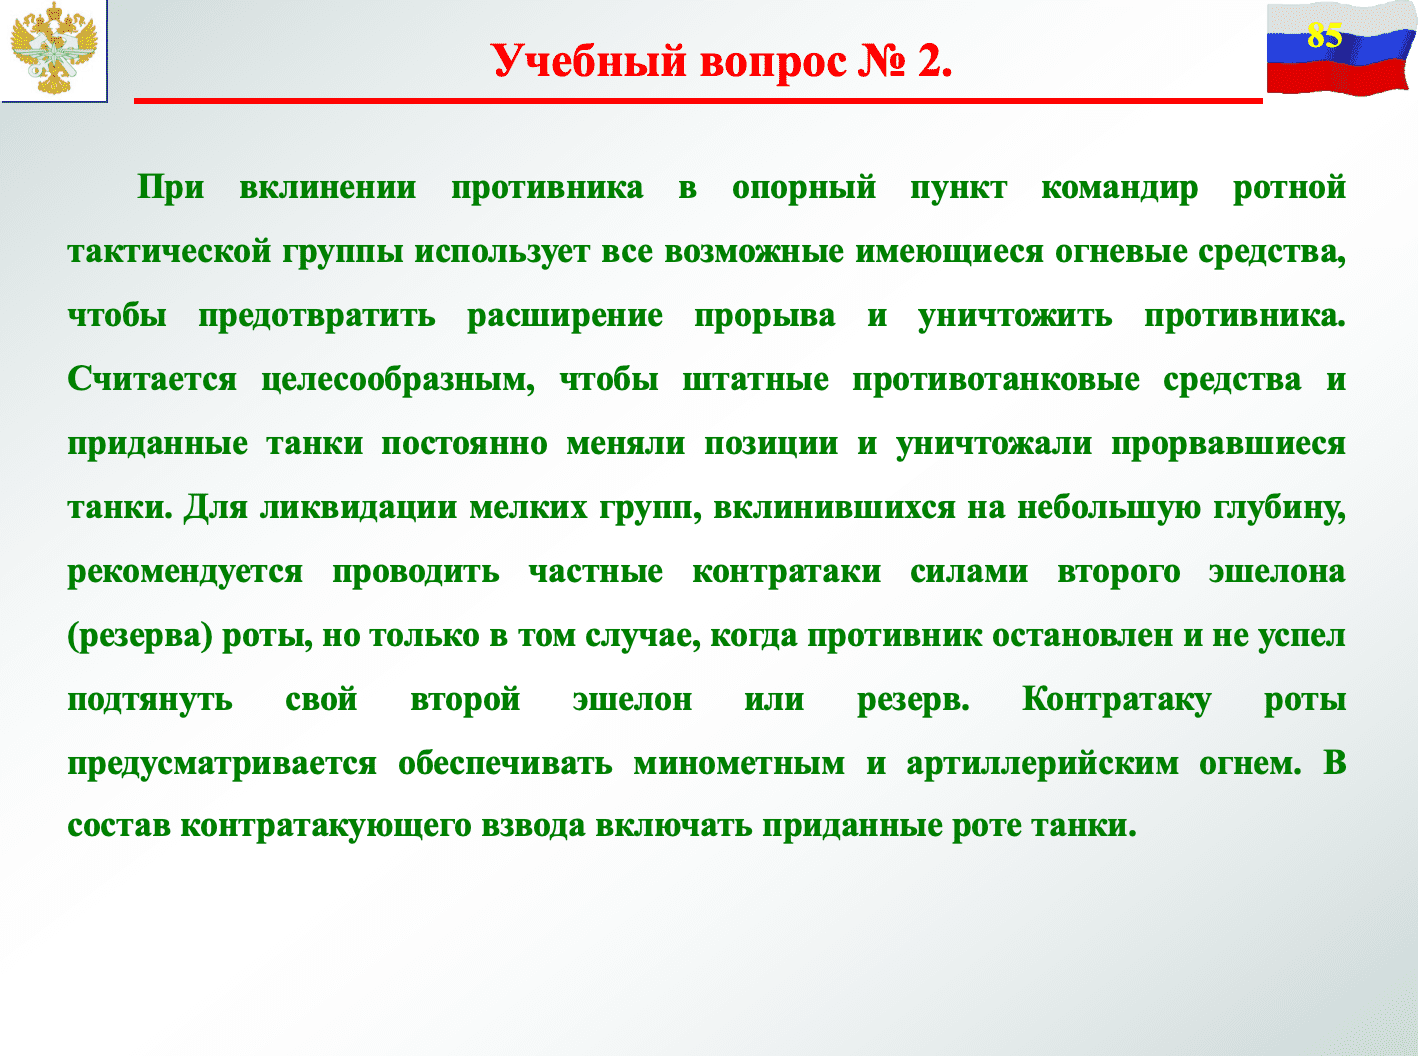 85
Учебный вопрос № 2.
При вклинении противника в опорный пункт командир ротной
тактической группы использует все возможные имеющиеся огневые средства,
чтобы предотвратить расширение прорыва и уничтожить противника.
Считается целесообразным, чтобы штатные противотанковые средства и
приданные танки постоянно меняли позиции и уничтожали прорвавшиеся
танки. Для ликвидации мелких групп, вклинившихся на небольшую глубину,
рекомендуется проводить частные контратаки силами второго эшелона
(резерва) роты, но только в том случае, когда противник остановлен и не успел
подтянуть свой второй эшелон или резерв. Контратаку роты
предусматривается обеспечивать минометным и артиллерийским огнем. В
состав контратакующего взвода включать приданные роте танки.